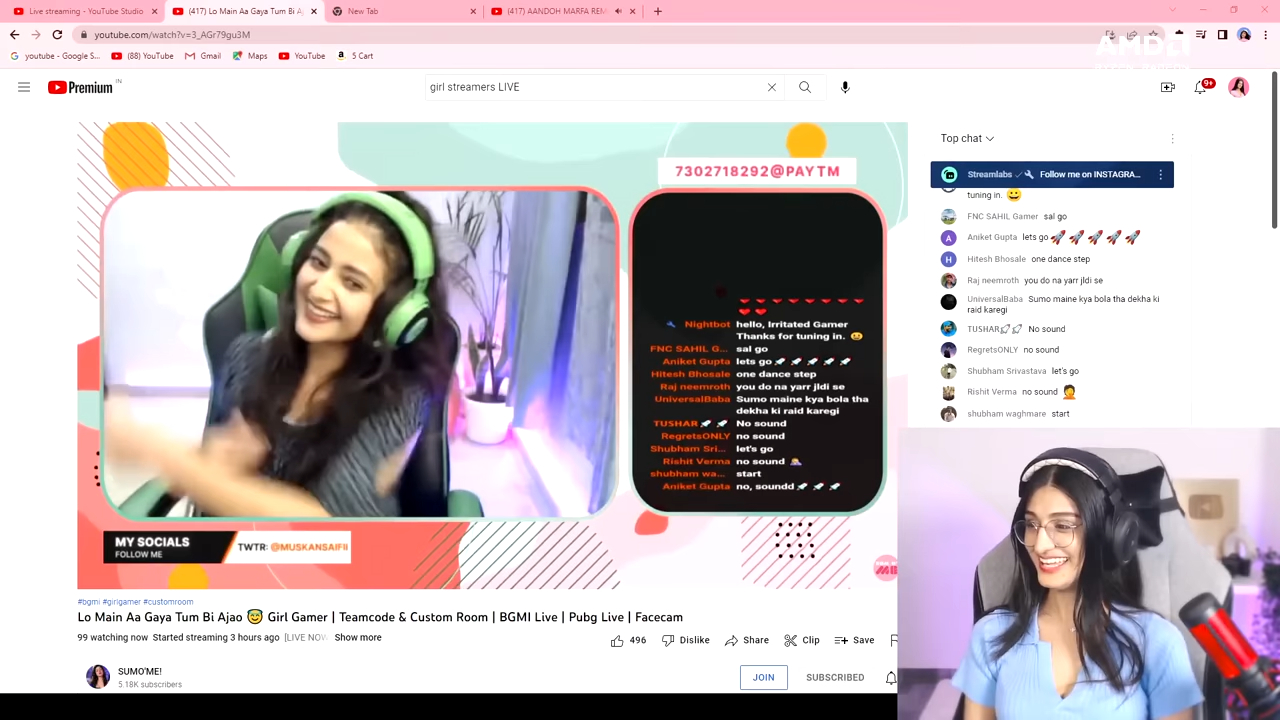 Live streaming - YouTube Studio
(417) Lo Main Aa Gaya Tum Bi Aj
New Tab
(417) AANDOH MARFA REM
youtube.com/watch?v=3_AGr79gu3M
youtube - Google S...
(88) YouTube
Gmail
Maps
YouTube
5 Cart
AMD
Premium IN
girl streamers LIVE
9+
7302718292@PAYTM
Nightbot hello, Irritated Gamer
Thanks for tuning in.
FNC SAHIL G... sal go
Aniket Gupta lets go
Hitesh Bhosale one dance step
Raj neemroth you do na yarr jldi se
UniversalBaba Sumo maine kya bola tha
dekha ki raid karegi
TUSHAR No sound
RegretsONLY no sound
Shubham Sri... let's go
Rishit Verma no sound
shubham wa... start
Aniket Gupta no, soundd
MY SOCIALS
FOLLOW ME
TWTR: @MUSKANSAIFII
Top chat
Streamlabs Follow me on INSTAGRA...
tuning in. 😀
FNC SAHIL Gamer sal go
Aniket Gupta lets go 🚀🚀🚀🚀🚀
Hitesh Bhosale one dance step
Raj neemroth you do na yarr jldi se
UniversalBaba Sumo maine kya bola tha dekha ki
raid karegi
TUSHAR No sound
RegretsONLY no sound
Shubham Srivastava let's go
Rishit Verma no sound
shubham waghmare start
#bgmi #girlgamer #customroom
Lo Main Aa Gaya Tum Bi Ajao 😇 Girl Gamer | Teamcode & Custom Room | BGMI Live | Pubg Live | Facecam
99 watching now Started streaming 3 hours ago [LIVE NOW Show more
496 Dislike Share Clip Save
SUMO'ME!
5.18K subscribers
JOIN SUBSCRIBED